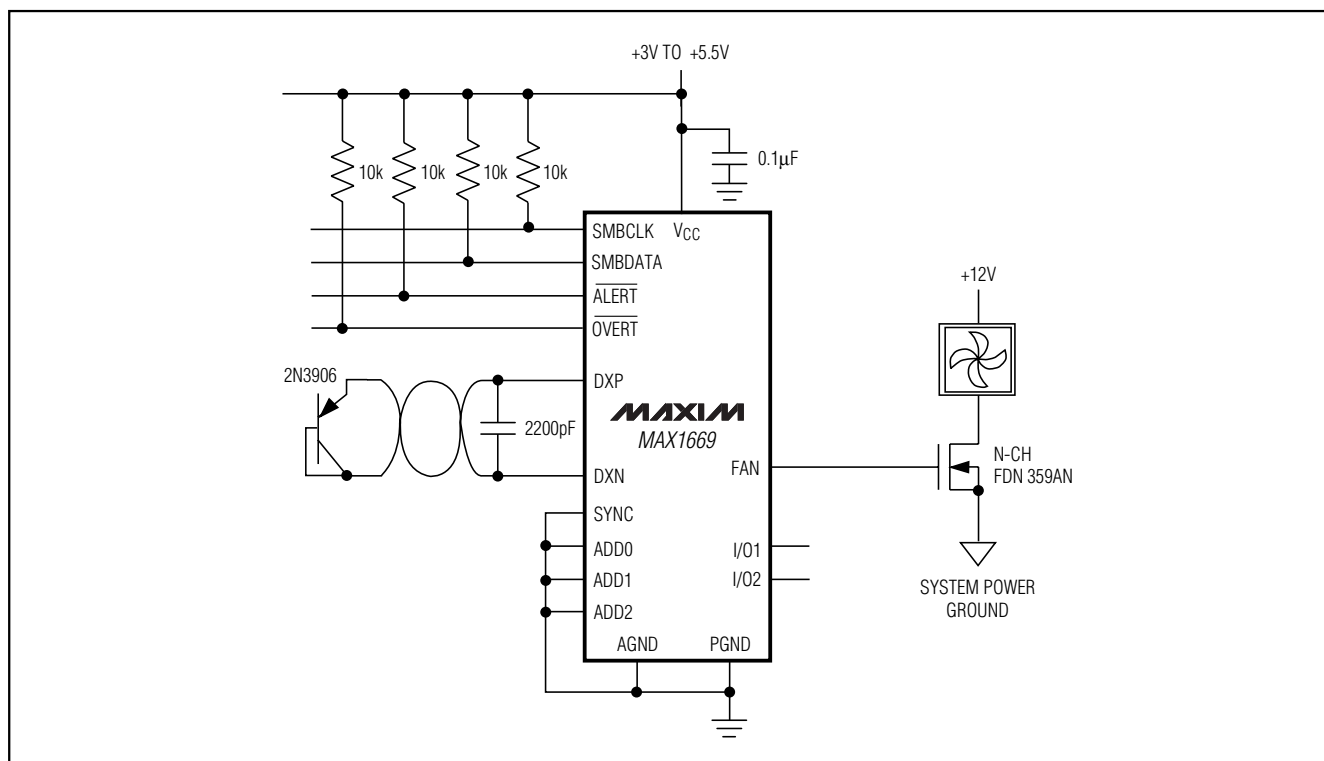 +3V TO +5.5V
10k
10k
10k
10k
0.1µF
SMBCLK
VCC
SMBDATA
ALERT
OVERT
+12V
2N3906
DXP
2200pF
MAXIM
MAX1669
DXN
FAN
N-CH
FDN 359AN
SYNC
ADD0
I/O1
ADD1
I/O2
ADD2
SYSTEM POWER
GROUND
AGND
PGND